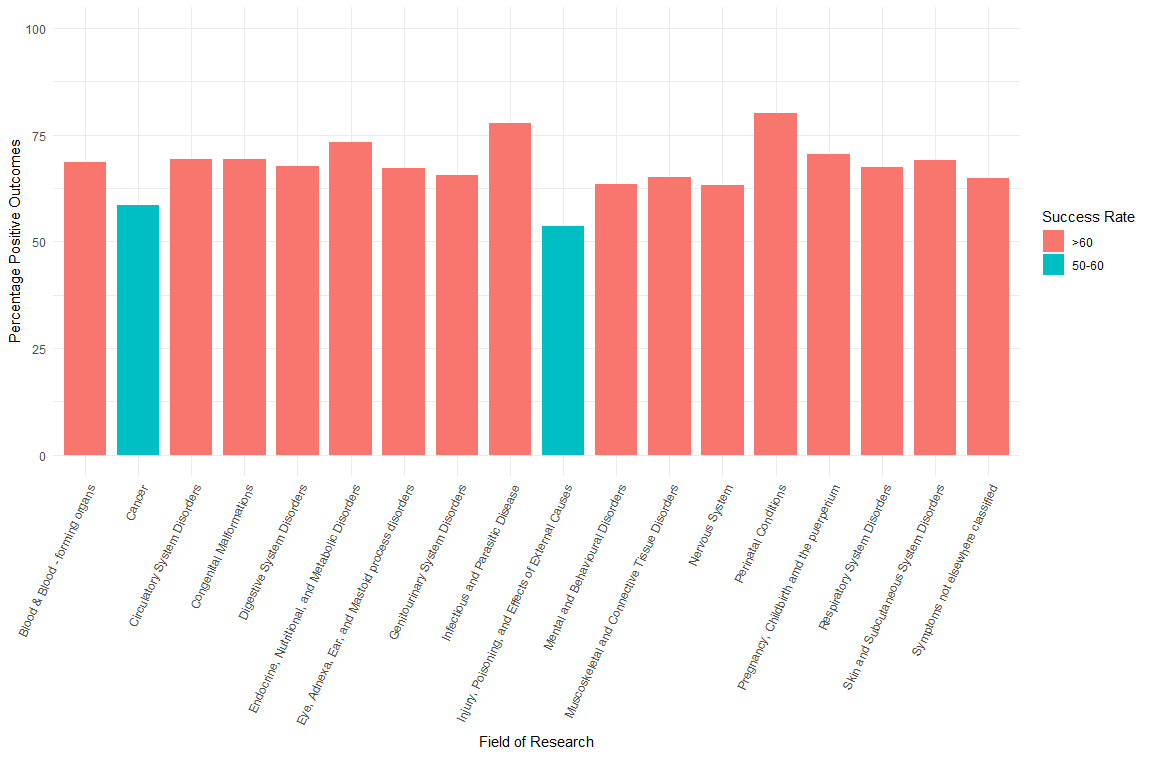 100
75
50
25
0
Percentage Positive Outcomes
Blood & Blood - forming organs
Cancer
Circulatory System Disorders
Congenital Malformations
Digestive System Disorders
Endocrine, Nutritional, and Metabolic Disorders
Eye, Adnexa, Ear, and Mastoid process disorders
Genitourinary System Disorders
Infectious and Parasitic Disease
Injury, Poisoning, and Effects of External Causes
Mental and Behavioural Disorders
Muscoskeletal and Connective Tissue Disorders
Nervous System
Perinatal Conditions
Pregnancy, Childbirth amd the puerperium
Respiratory System Disorders
Skin and Subcutaneous System Disorders
Symptoms not elsewhere classified
Field of Research
Success Rate
>60
50-60